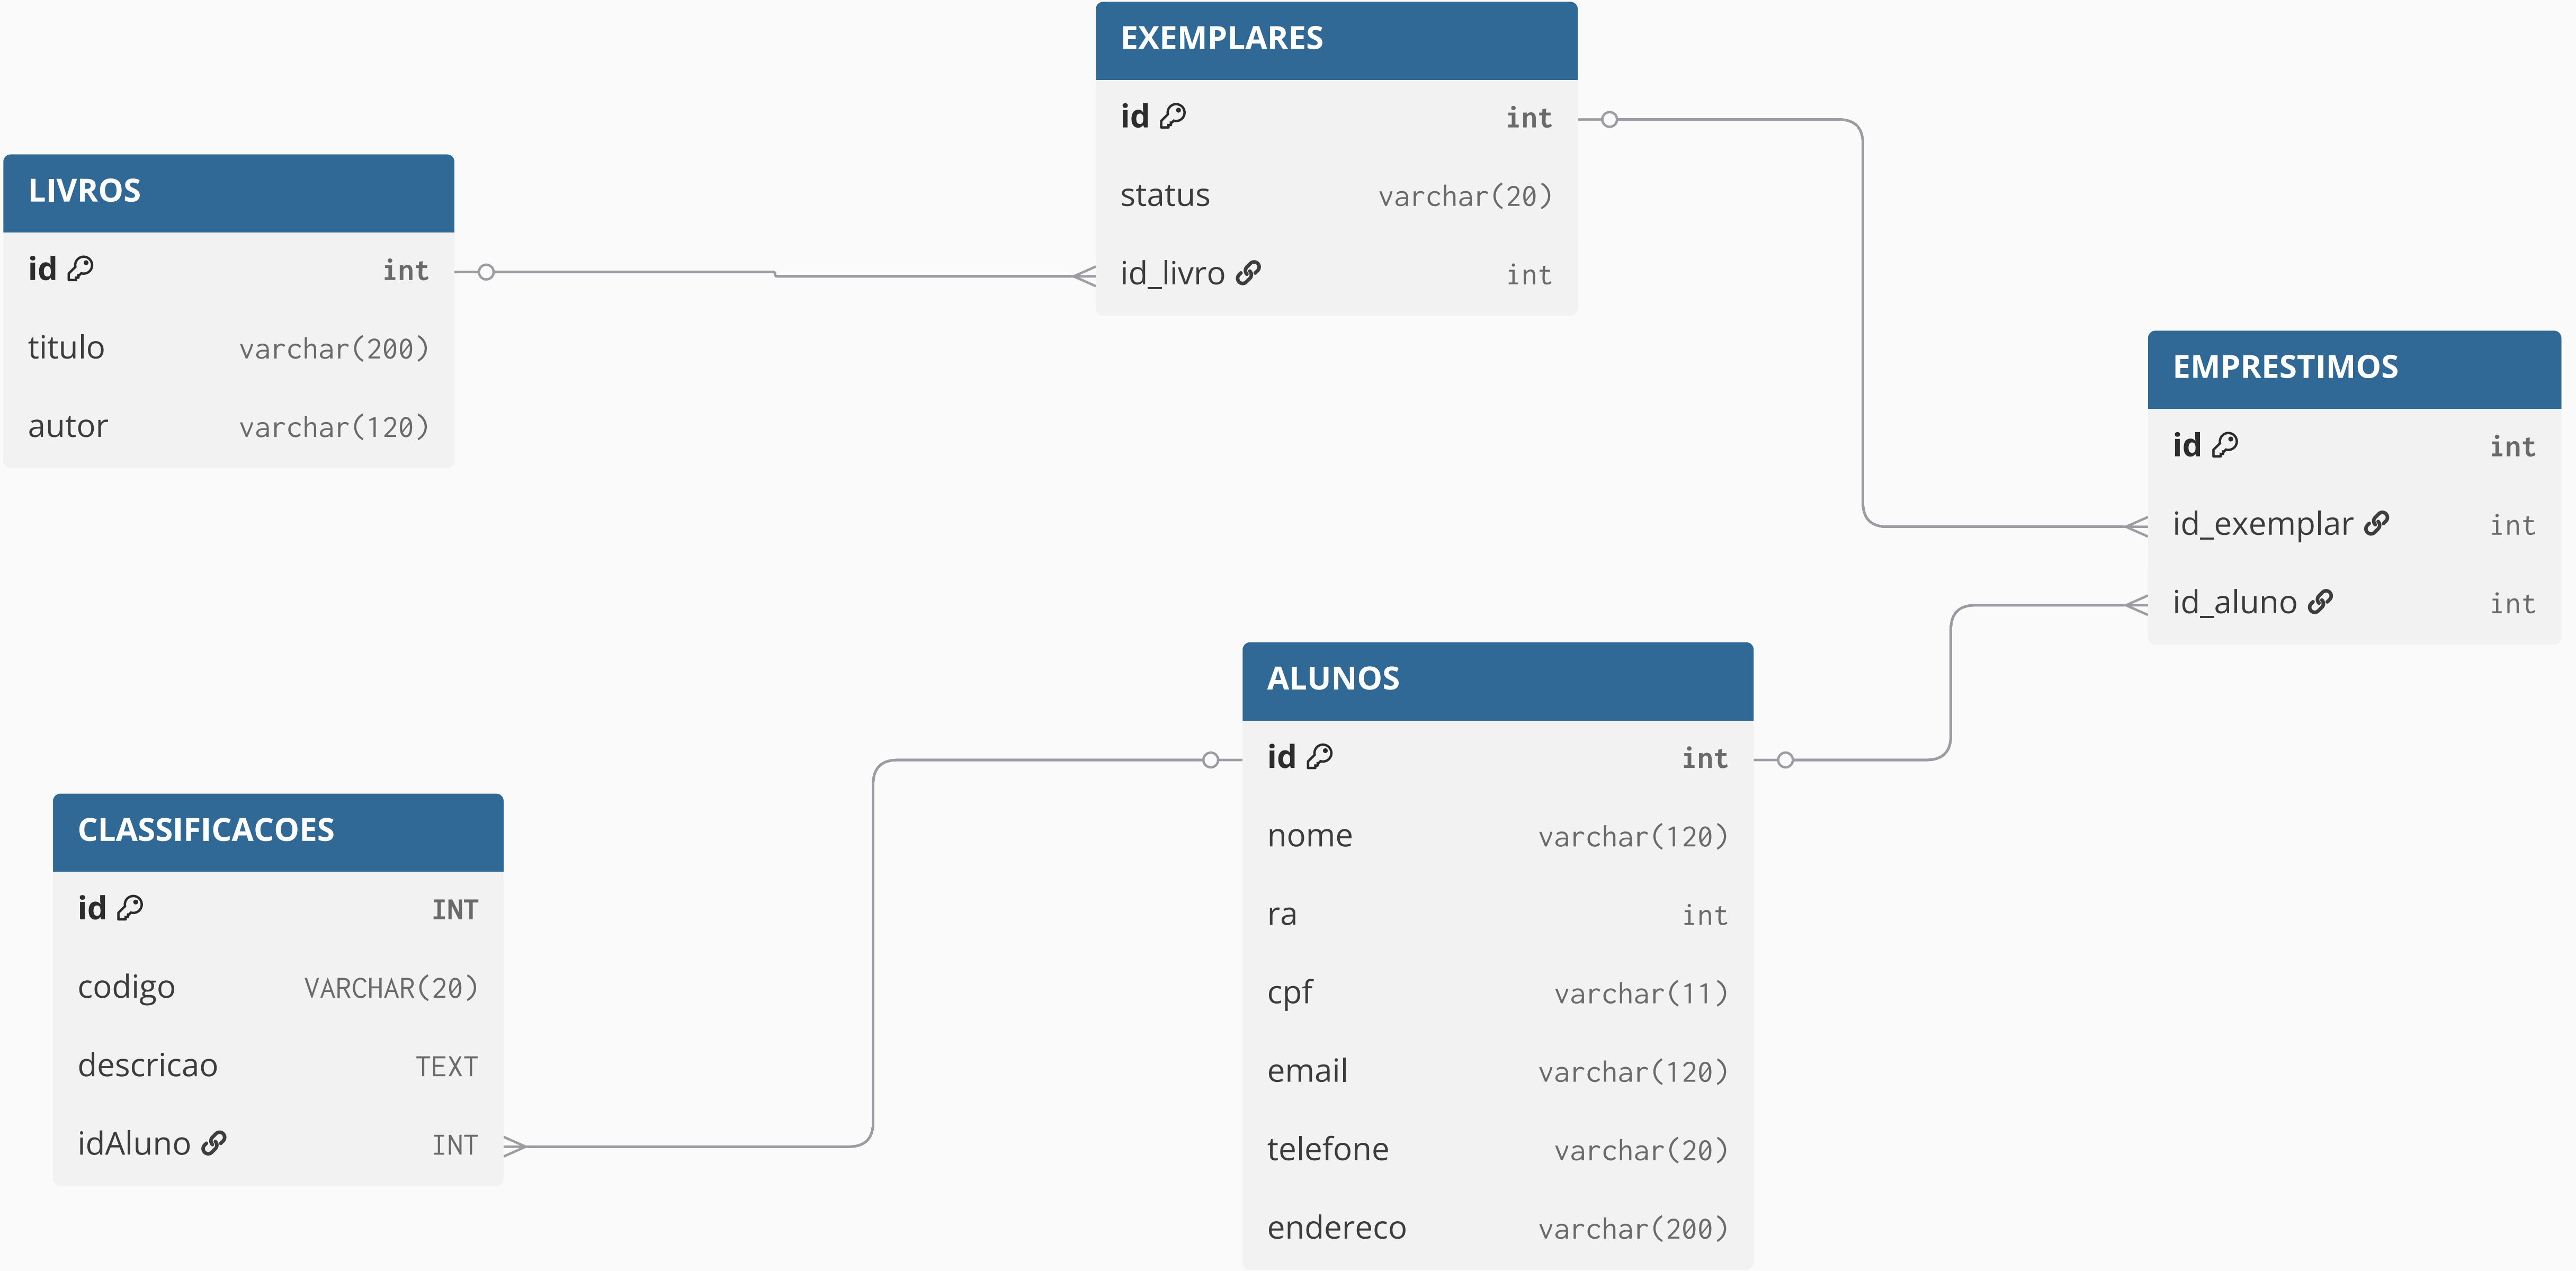 EXEMPLARES
id int
status varchar(20)
id_livro int
LIVROS
id int
titulo varchar(200)
autor varchar(120)
EMPRESTIMOS
id int
id_exemplar int
id_aluno int
ALUNOS
id int
nome varchar(120)
ra int
cpf varchar(11)
email varchar(120)
telefone varchar(20)
endereco varchar(200)
CLASSIFICACOES
id INT
codigo VARCHAR(20)
descricao TEXT
idAluno INT